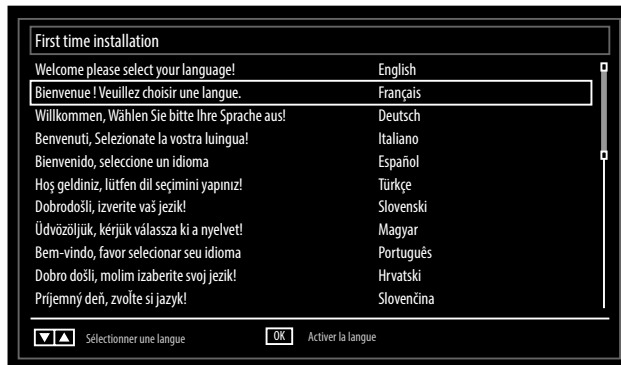 First time installation
Welcome please select your language! English
Bienvenue ! Veuillez choisir une langue. Français
Willkommen, Wählen Sie bitte Ihre Sprache aus! Deutsch
Benvenuti, Selezionate la vostra luingua! Italiano
Bienvenido, seleccione un idioma Español
Hoş geldiniz, lütfen dil seçimini yapınız! Türkçe
Dobrodošli, izverite vaš jezik! Slovenski
Üdvözöljük, kérjük válassza ki a nyelvet! Magyar
Bem-vindo, favor selecionar seu idioma Português
Dobro došli, molim izaberite svoj jezik! Hrvatski
Príjemný deň, zvoľte si jazyk! Slovenčina
▼▲ Sélectionner une langue OK Activer la langue